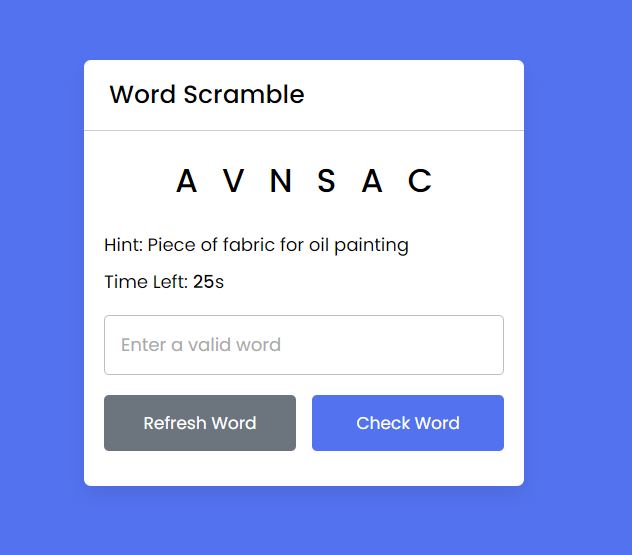 Word Scramble
A V N S A C
Hint: Piece of fabric for oil painting
Time Left: 25s
Enter a valid word
Refresh Word Check Word